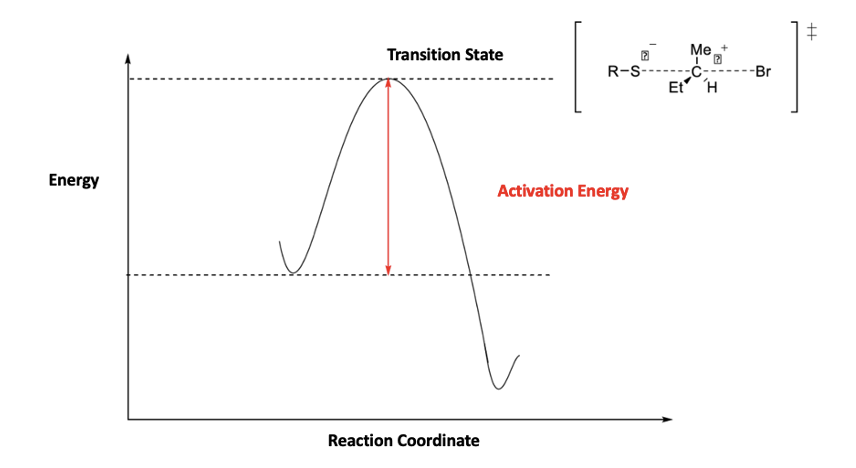 Transition State
‡
Me
+
−
R-S
C
Br
Et
H
Energy
Activation Energy
Reaction Coordinate